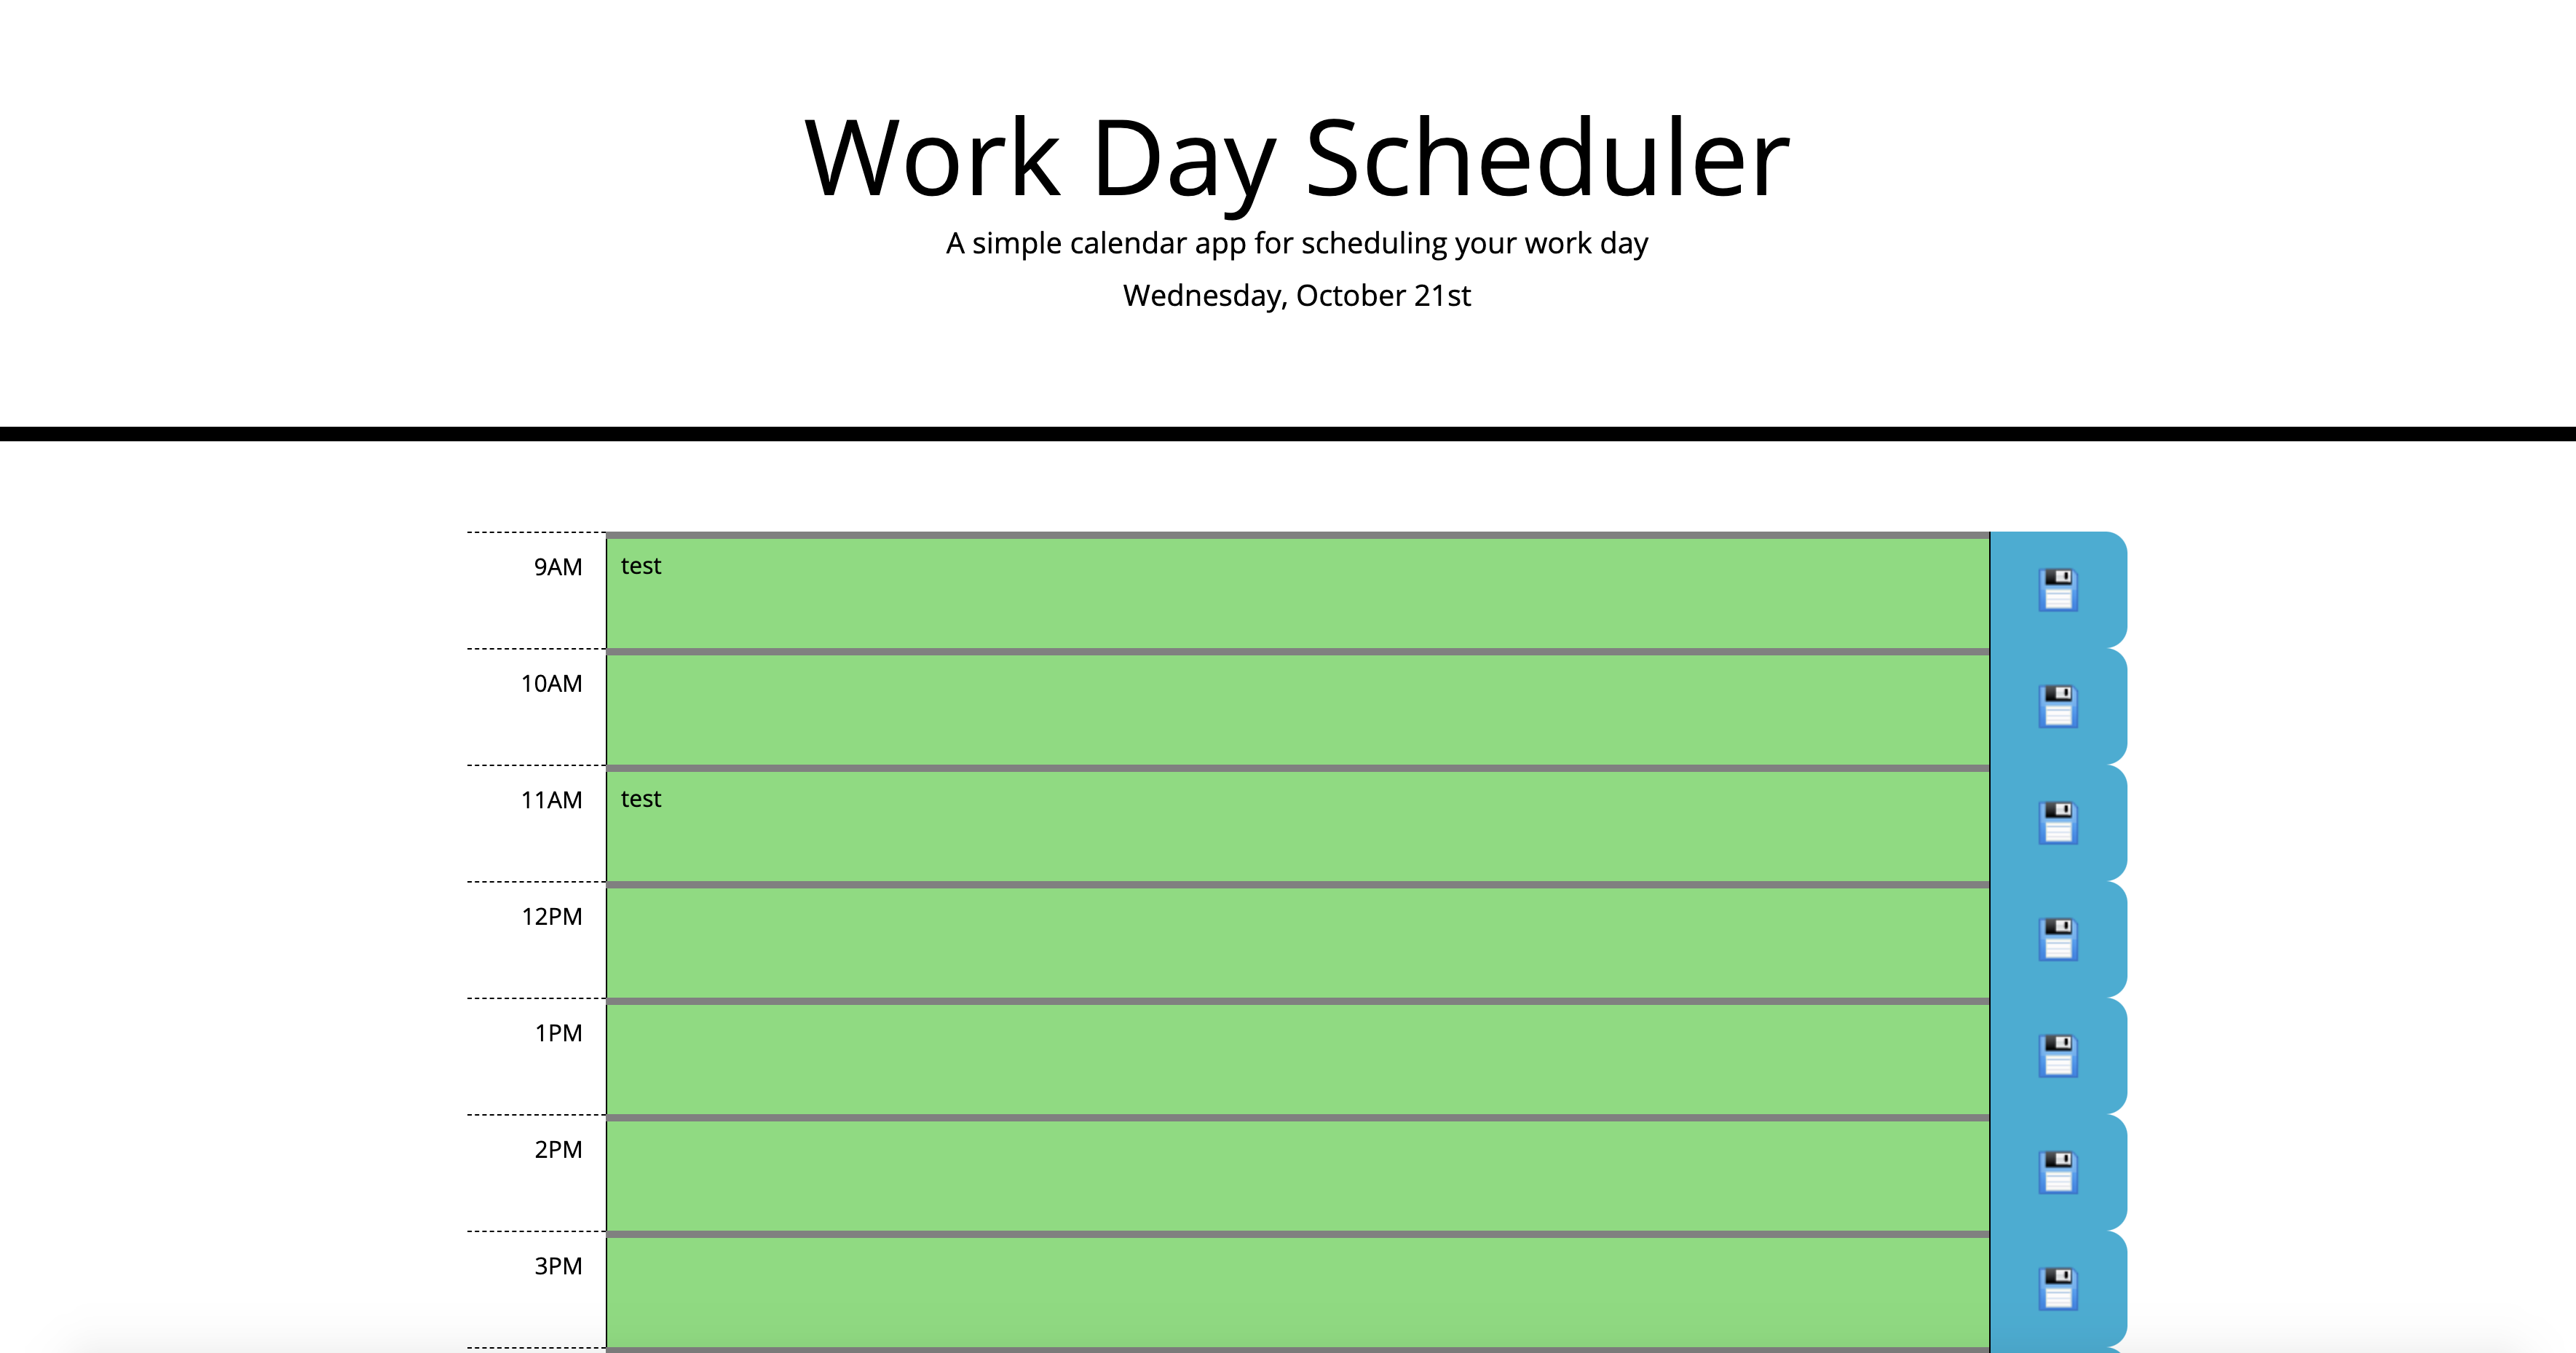 Work Day Scheduler
A simple calendar app for scheduling your work day
Wednesday, October 21st
9AM test
10AM
11AM test
12PM
1PM
2PM
3PM